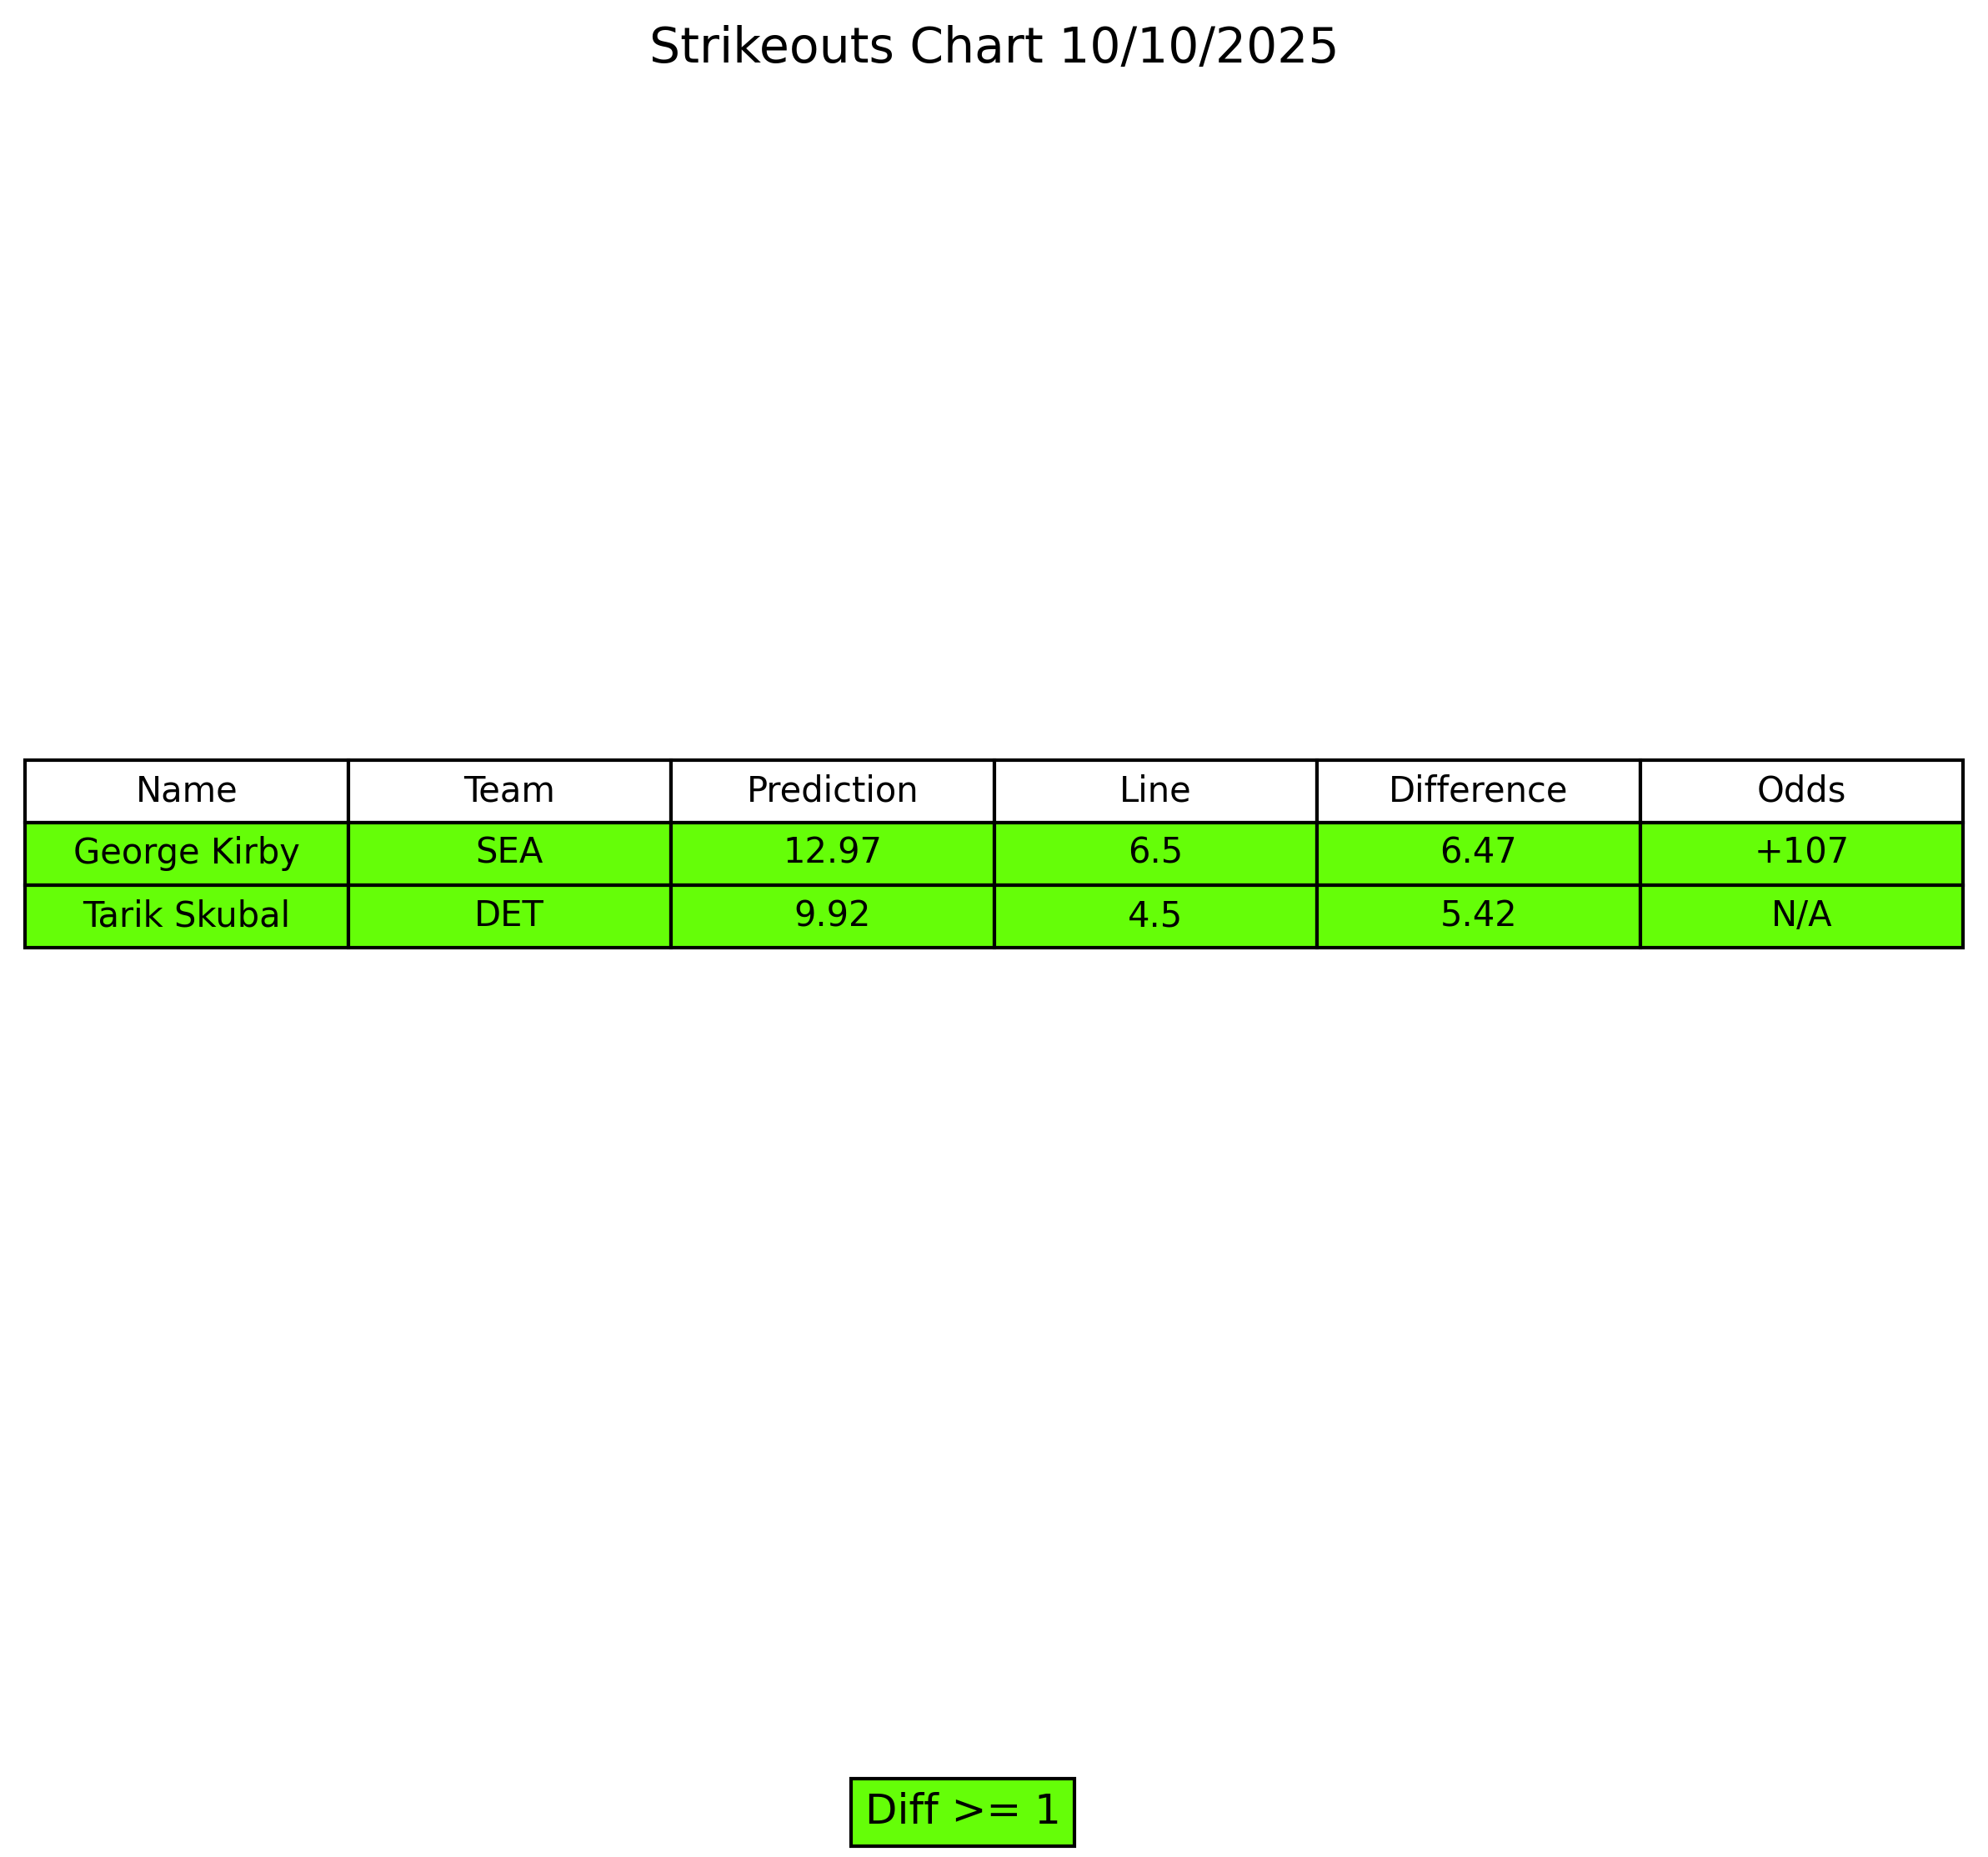 Strikeouts Chart 10/10/2025
Name Team Prediction Line Difference Odds
George Kirby SEA 12.97 6.5 6.47 +107
Tarik Skubal DET 9.92 4.5 5.42 N/A
Diff >= 1